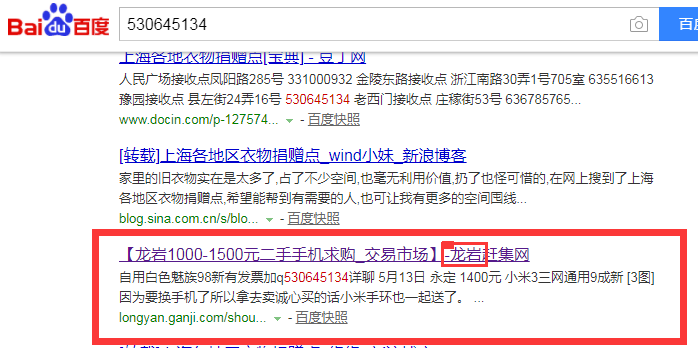 Bai du 百度 530645134 百度
上海各地衣物捐赠点[宝典] - 豆丁网
人民广场接收点凤阳路285号 331000932 金陵东路接收点 浙江南路30弄1号705室 635516613
豫园接收点 县左街24弄16号 530645134 老西门接收点 庄家街53号 636785765...
www.docin.com/p-127574... - 百度快照
[转载]上海各地区衣物捐赠点_wind小妹_新浪博客
家里的旧衣物实在是太多了,占了不少空间,也毫无利用价值,扔了也怪可惜的,在网上搜到了上海
各地区衣物捐赠点,希望能帮到有需要的人,也可让我有更多的空间囤钱...
blog.sina.com.cn/s/blo... - 百度快照
【龙岩1000-1500元二手手机求购_交易市场】-龙岩赶集网
自用白色魅族98新有发票加q530645134详聊 5月13日 永定 1400元 小米3三网通用9成新 [3图]
因为要换手机了所以拿去卖诚心买的话小米手环也一起送了。 ...
longyan.ganji.com/shou... - 百度快照